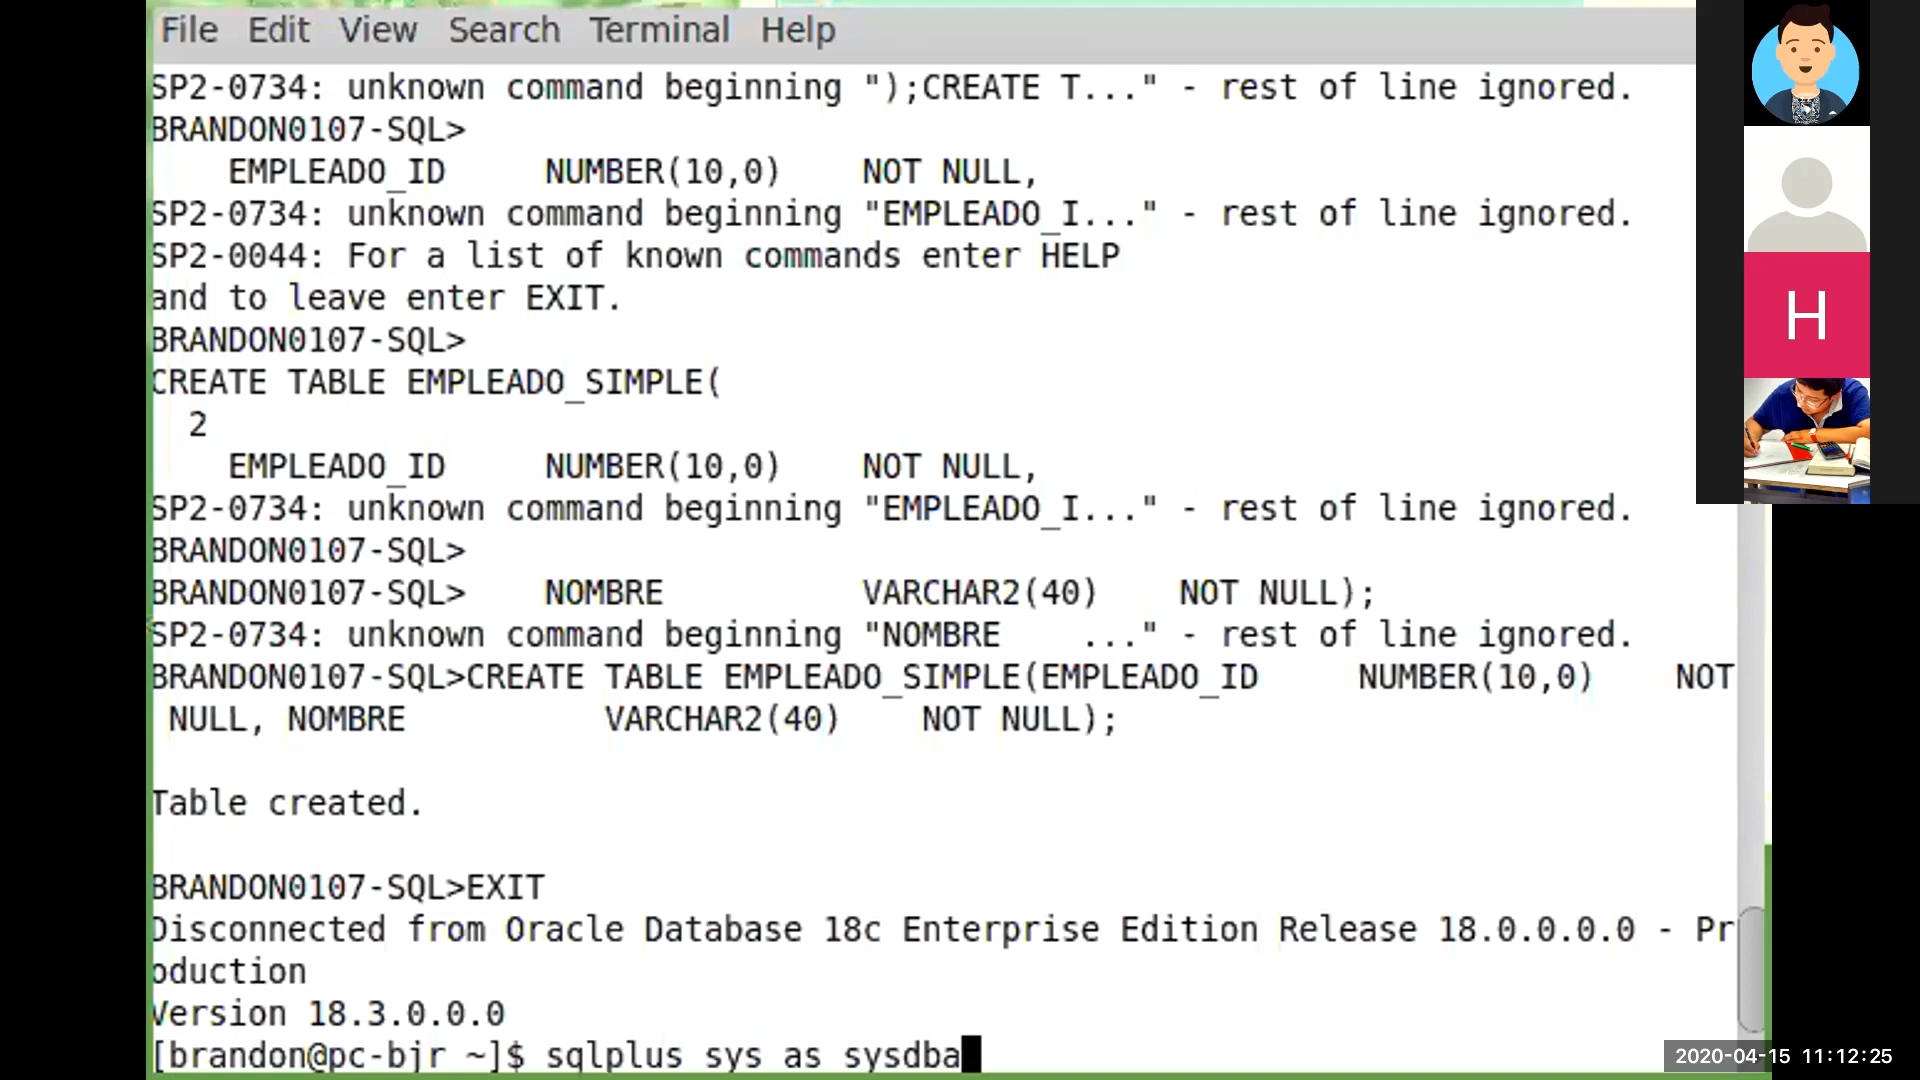 File Edit View Search Terminal Help
SP2-0734: unknown command beginning ");CREATE T..." - rest of line ignored.
BRANDON0107-SQL>
    EMPLEADO_ID     NUMBER(10,0)    NOT NULL,
SP2-0734: unknown command beginning "EMPLEADO_I..." - rest of line ignored.
SP2-0044: For a list of known commands enter HELP
and to leave enter EXIT.
BRANDON0107-SQL>
CREATE TABLE EMPLEADO_SIMPLE(
  2
    EMPLEADO_ID     NUMBER(10,0)    NOT NULL,
SP2-0734: unknown command beginning "EMPLEADO_I..." - rest of line ignored.
BRANDON0107-SQL>
BRANDON0107-SQL>    NOMBRE          VARCHAR2(40)    NOT NULL);
SP2-0734: unknown command beginning "NOMBRE    ..." - rest of line ignored.
BRANDON0107-SQL>CREATE TABLE EMPLEADO_SIMPLE(EMPLEADO_ID     NUMBER(10,0)    NOT
 NULL, NOMBRE          VARCHAR2(40)    NOT NULL);
Table created.
BRANDON0107-SQL>EXIT
Disconnected from Oracle Database 18c Enterprise Edition Release 18.0.0.0.0 - Pr
oduction
Version 18.3.0.0.0
[brandon@pc-bjr ~]$ sqlplus sys as sysdba
H
2020-04-15 11:12:25